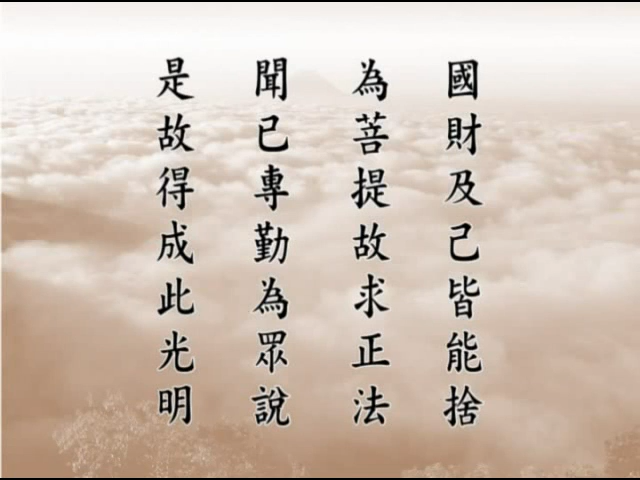 國財及己皆能捨
為菩提故求正法
聞已專勤為眾說
是故得成此光明